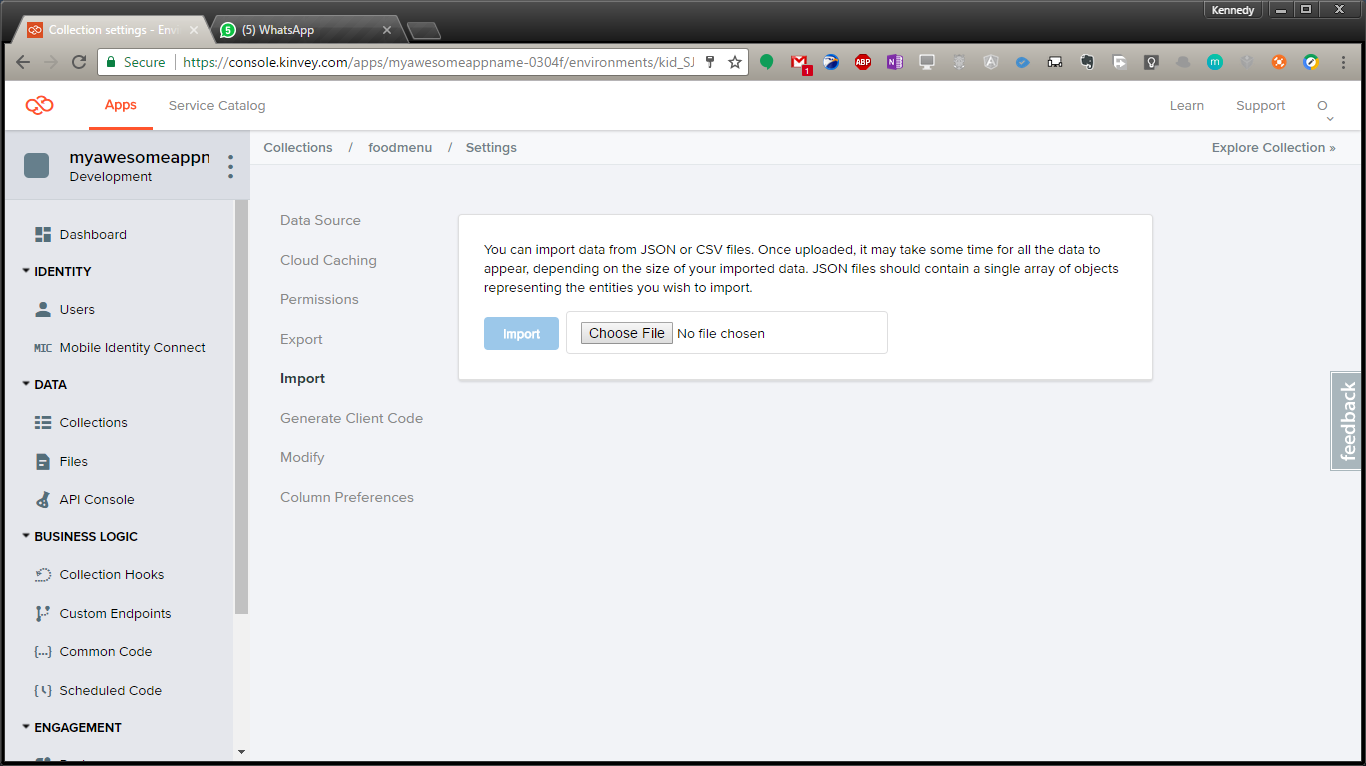 Kennedy
Collection settings - Env
(5) WhatsApp
Secure https://console.kinvey.com/apps/myawesomeappname-0304f/environments/kid_SJ
Apps Service Catalog Learn Support O
myawesomeappn
Development
Collections / foodmenu / Settings Explore Collection »
Dashboard
IDENTITY
Users
MIC Mobile Identity Connect
DATA
Collections
Files
API Console
BUSINESS LOGIC
Collection Hooks
Custom Endpoints
Common Code
Scheduled Code
ENGAGEMENT
Data Source
Cloud Caching
Permissions
Export
Import
Generate Client Code
Modify
Column Preferences
You can import data from JSON or CSV files. Once uploaded, it may take some time for all the data to
appear, depending on the size of your imported data. JSON files should contain a single array of objects
representing the entities you wish to import.
Import Choose File No file chosen
feedback